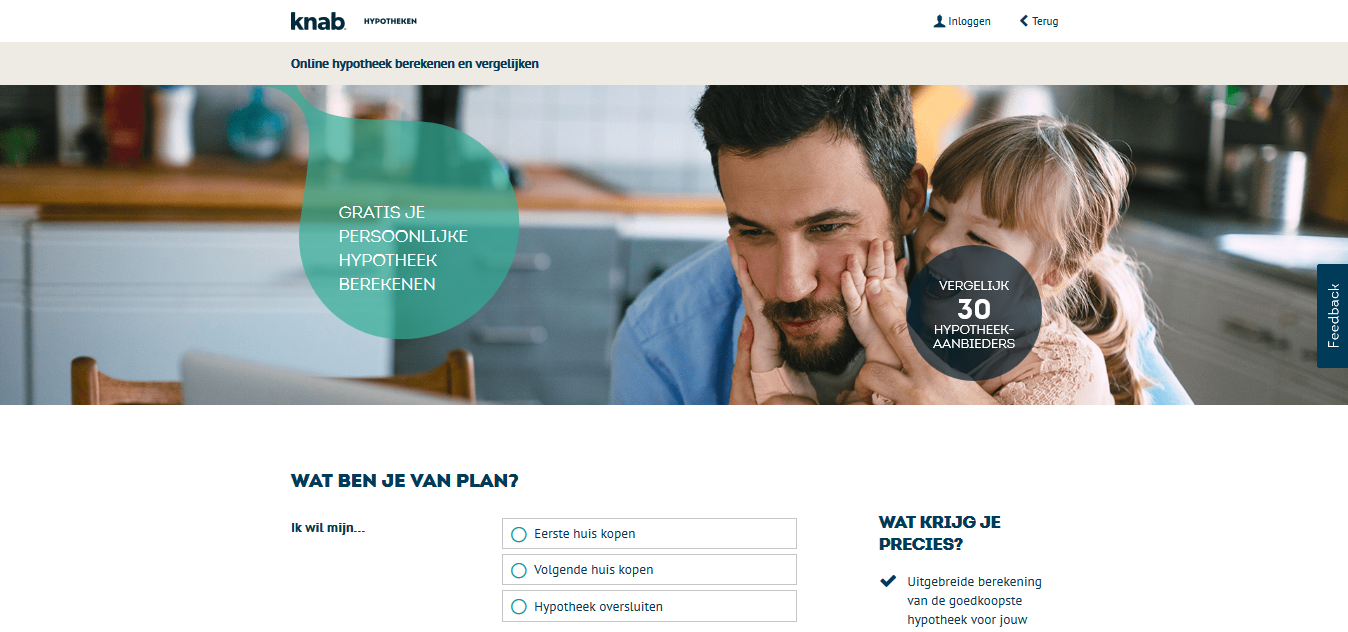 knab.
HYPOTHEKEN
Inloggen
Terug
Online hypotheek berekenen en vergelijken
GRATIS JE
PERSOONLIJKE
HYPOTHEEK
BEREKENEN
VERGELIJK
30
HYPOTHEEK-
AANBIEDERS
Feedback
WAT BEN JE VAN PLAN?
Ik wil mijn...
Eerste huis kopen
Volgende huis kopen
Hypotheek oversluiten
WAT KRIJG JE
PRECIES?
Uitgebreide berekening
van de goedkoopste
hypotheek voor jouw